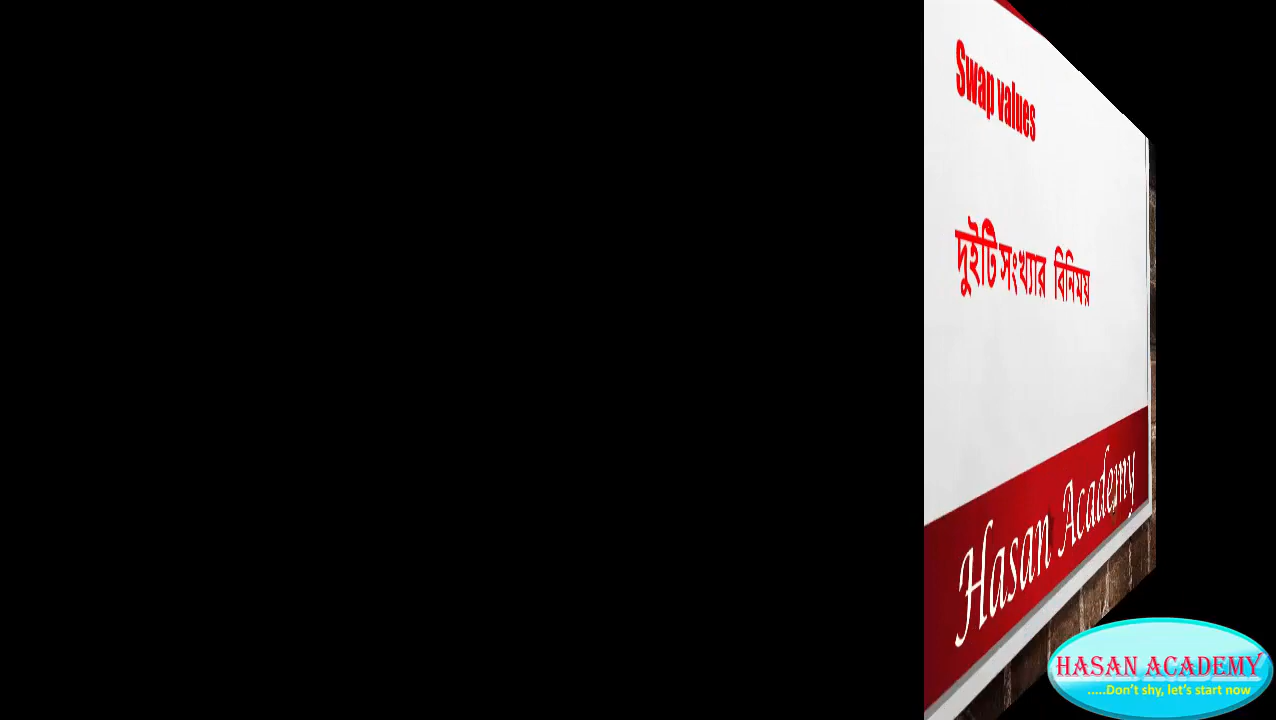 Swap values
দুইটি সংখ্যার বিনিময়
Hasan Academy
HASAN ACADEMY
.....Don't shy, let's start now